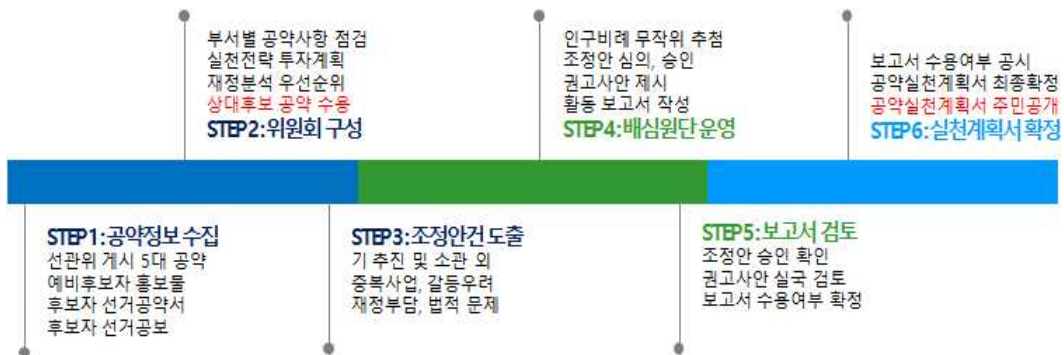 부서별 공약사항 점검
실천전략 투자계획
재정분석 우선순위
상대후보 공약 수용
STEP2:위원회 구성
인구비례 무작위 추첨
조정안 심의, 승인
권고사안 제시
활동 보고서 작성
STEP4:배심원단 운영
보고서 수용여부 공시
공약실천계획서 최종확정
공약실천계획서 주민공개
STEP6:실천계획서 확정
STEP1:공약정보 수집
선관위 게시 5대 공약
예비후보자 홍보물
후보자 선거공약서
후보자 선거공보
STEP3:조정안건 도출
기 추진 및 소관 외
중복사업, 갈등우려
재정부담, 법적 문제
STEP5:보고서 검토
조정안 승인 확인
권고사안 실국 검토
보고서 수용여부 확정